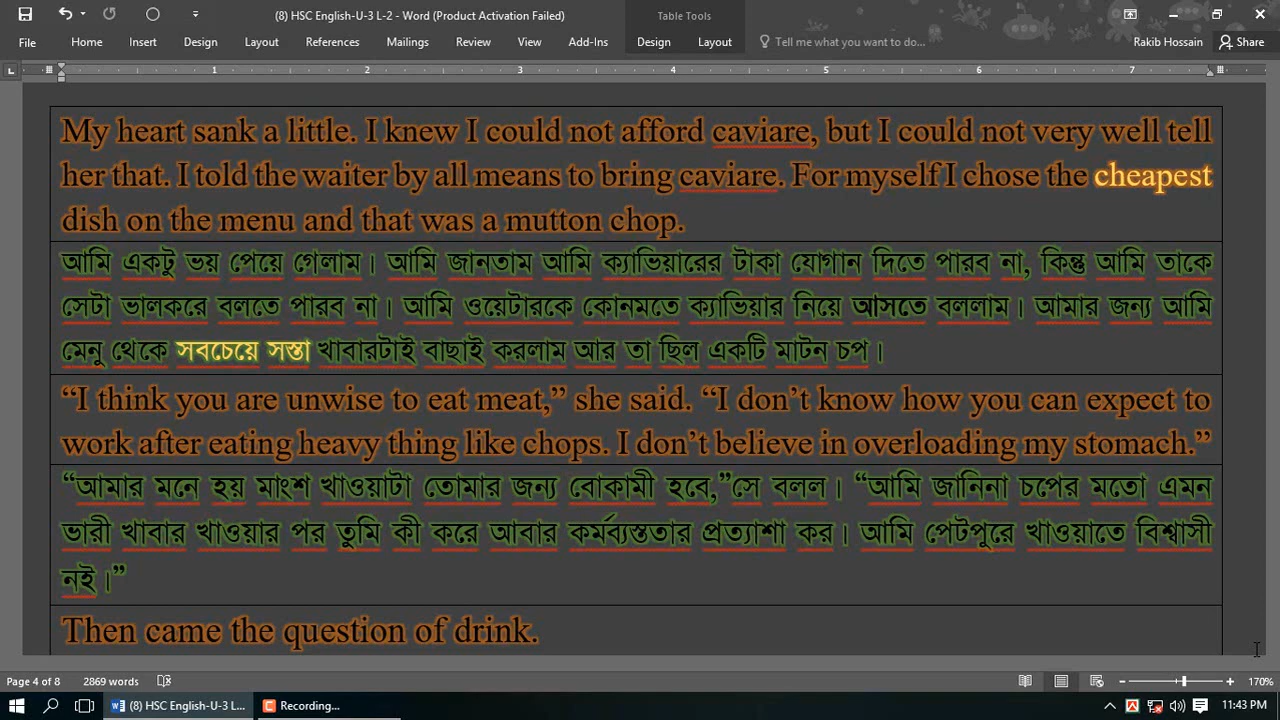 (8) HSC English-U-3 L-2 - Word (Product Activation Failed)
Table Tools
File Home Insert Design Layout References Mailings Review View Add-Ins Design Layout Tell me what you want to do... Rakib Hossain Share
1 2 3 4 5 6 7
My heart sank a little. I knew I could not afford caviare, but I could not very well tell
her that. I told the waiter by all means to bring caviare. For myself I chose the cheapest
dish on the menu and that was a mutton chop.
আমি একটু ভয় পেয়ে গেলাম। আমি জানতাম আমি ক্যাভিয়ারের টাকা যোগান দিতে পারব না, কিন্তু আমি তাকে
সেটা ভালকরে বলতে পারব না। আমি ওয়েটারকে কোনমতে ক্যাভিয়ার নিয়ে আসতে বললাম। আমার জন্য আমি
মেনু থেকে সবচেয়ে সস্তা খাবারটাই বাছাই করলাম আর তা ছিল একটি মাটন চপ।
“I think you are unwise to eat meat,” she said. “I don’t know how you can expect to
work after eating heavy thing like chops. I don’t believe in overloading my stomach.”
“আমার মনে হয় মাংশ খাওয়াটা তোমার জন্য বোকামী হবে,”সে বলল। “আমি জানিনা চপের মতো এমন
ভারী খাবার খাওয়ার পর তুমি কী করে আবার কর্মব্যস্ততার প্রত্যাশা কর। আমি পেটপুরে খাওয়াতে বিশ্বাসী
নই।”
Then came the question of drink.
Page 4 of 8 2869 words 170%
(8) HSC English-U-3 L... Recording... 11:43 PM